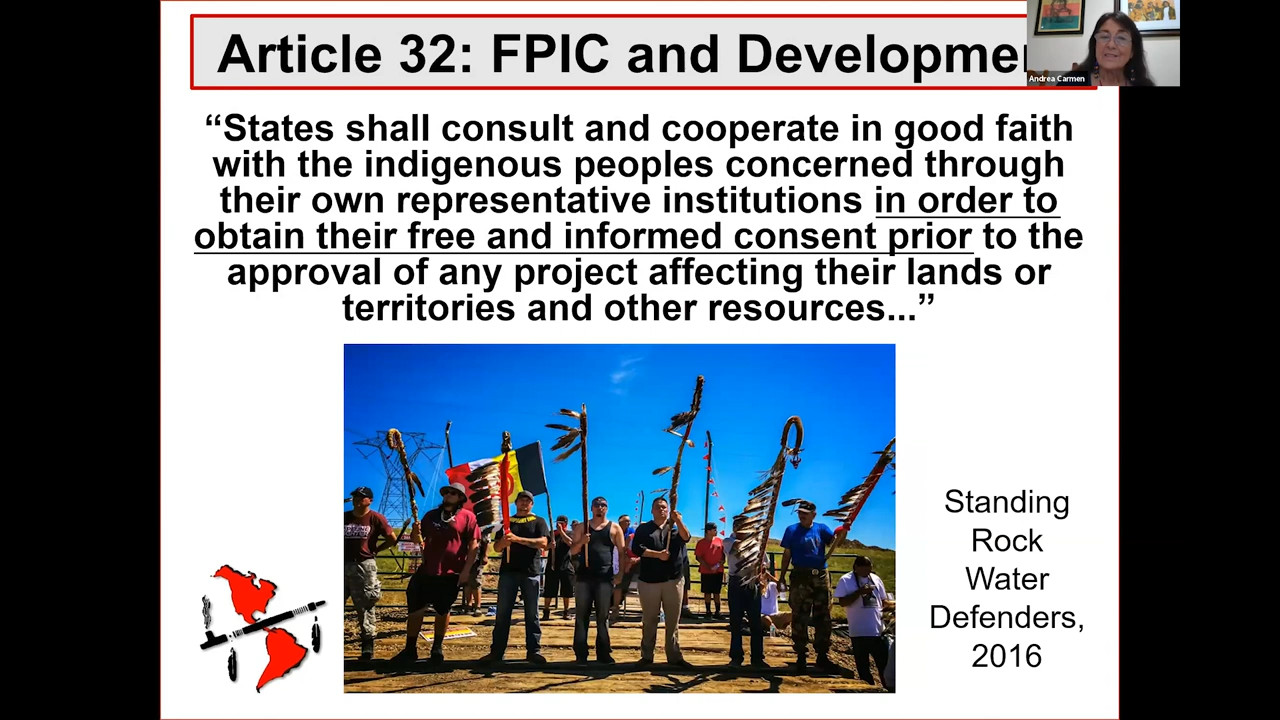 Article 32: FPIC and Developme
Andrea Carmen
“States shall consult and cooperate in good faith
with the indigenous peoples concerned through
their own representative institutions in order to
obtain their free and informed consent prior to the
approval of any project affecting their lands or
territories and other resources...”
Standing
Rock
Water
Defenders,
2016